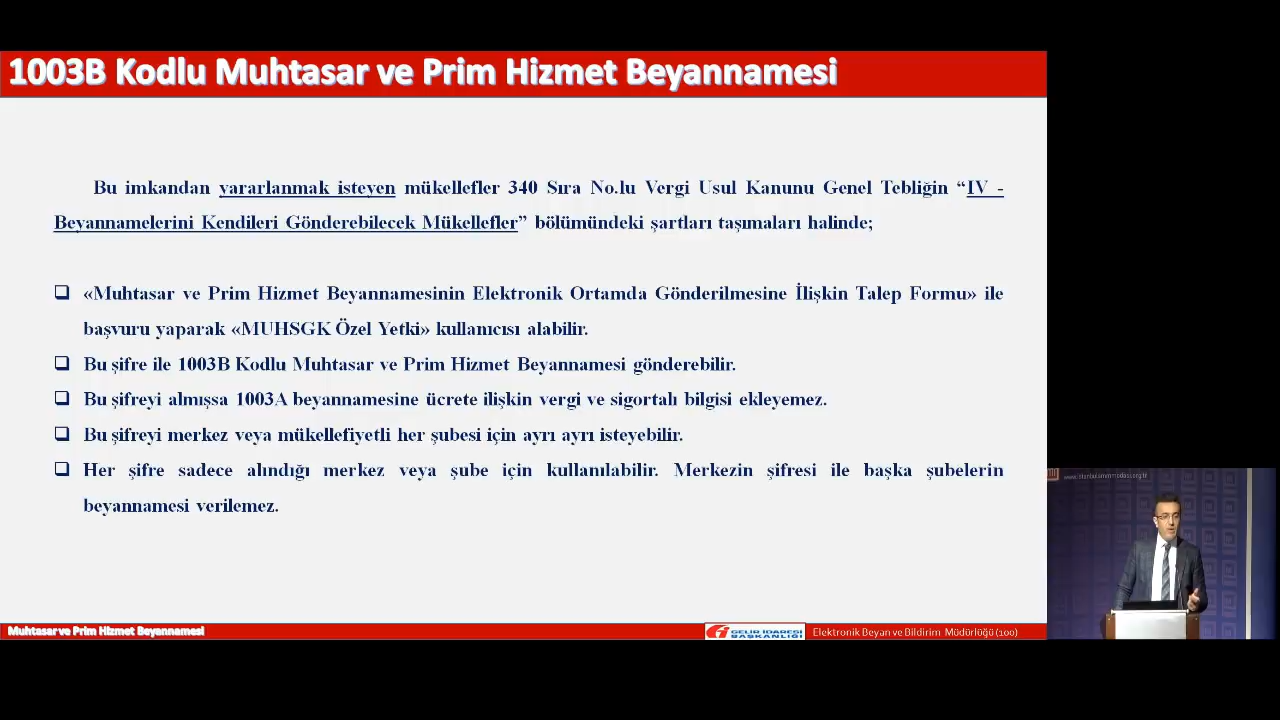 1003B Kodlu Muhtasar ve Prim Hizmet Beyannamesi
Bu imkandan yararlanmak isteyen mükellefler 340 Sıra No.lu Vergi Usul Kanunu Genel Tebliğin “IV -
Beyannamelerini Kendileri Gönderebilecek Mükellefler” bölümündeki şartları taşımaları halinde;
❑ «Muhtasar ve Prim Hizmet Beyannamesinin Elektronik Ortamda Gönderilmesine İlişkin Talep Formu» ile
başvuru yaparak «MUHSGK Özel Yetki» kullanıcısı alabilir.
❑ Bu şifre ile 1003B Kodlu Muhtasar ve Prim Hizmet Beyannamesi gönderebilir.
❑ Bu şifreyi almışsa 1003A beyannamesine ücrete ilişkin vergi ve sigortalı bilgisi ekleyemez.
❑ Bu şifreyi merkez veya mükellefiyetli her şubesi için ayrı ayrı isteyebilir.
❑ Her şifre sadece alındığı merkez veya şube için kullanılabilir. Merkezin şifresi ile başka şubelerin
beyannamesi verilemez.
Muhtasar ve Prim Hizmet Beyannamesi
GELİR İDARESİ
BAŞKANLIĞI
Elektronik Beyan ve Bildirim Müdürlüğü (100)